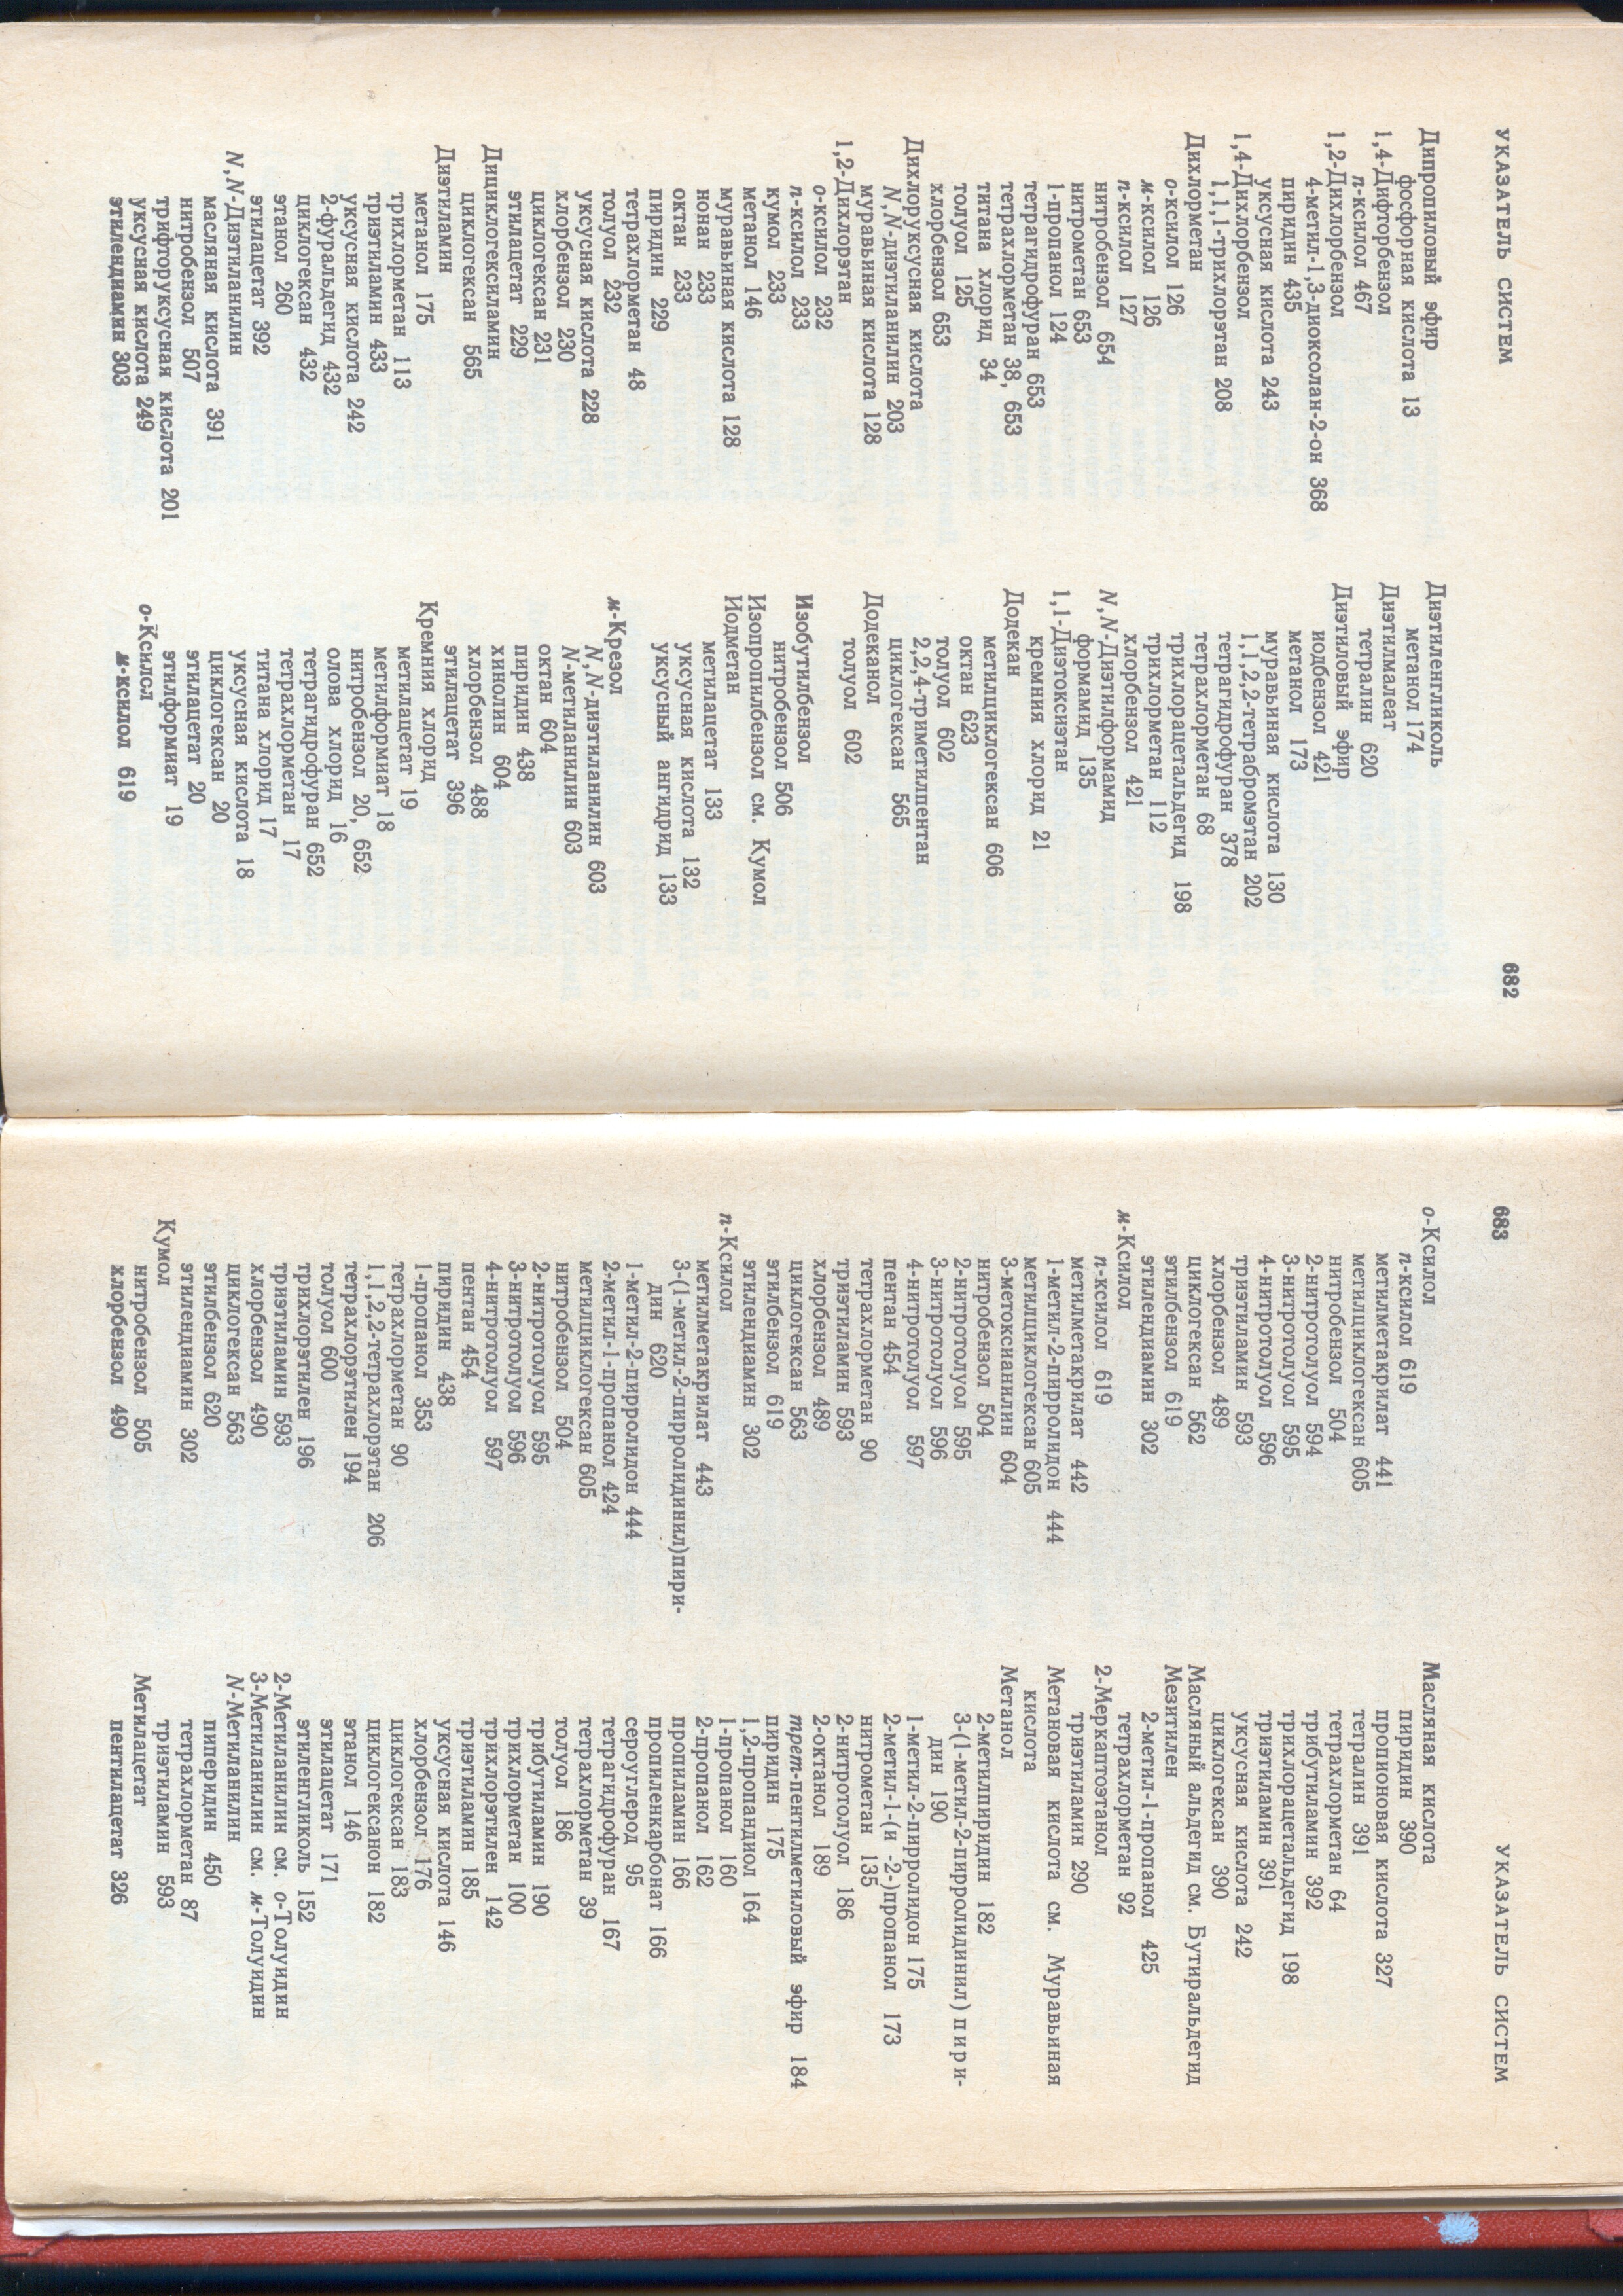 УКАЗАТЕЛЬ СИСТЕМ
682
Дипропиловый эфир
фосфорная кислота 13
1,4-Дифторбензол
п-ксилол 467
1,2-Дихлорбензол
4-метил-1,3-диоксолан-2-он 368
пиридин 435
уксусная кислота 243
1,4-Дихлорбензол
1,1,1-трихлорэтан 208
Дихлорметан
о-ксилол 126
м-ксилол 126
п-ксилол 127
нитробензол 654
нитрометан 653
1-пропанол 124
тетрагидрофуран 653
тетрахлорметан 38, 653
титана хлорид 34
толуол 125
хлорбензол 653
Дихлоруксусная кислота
N,N-диэтиланилин 203
муравьиная кислота 128
1,2-Дихлорэтан
о-ксилол 232
п-ксилол 233
кумол 233
метанол 146
муравьиная кислота 128
нонан 233
октан 233
пиридин 229
тетрахлорметан 48
толуол 232
уксусная кислота 228
хлорбензол 230
циклогексан 231
этилацетат 229
Дициклогексиламин
циклогексан 565
Диэтиламин
метанол 175
трихлорметан 113
триэтиламин 433
уксусная кислота 242
2-фуральдегид 432
циклогексан 432
этанол 260
этилацетат 392
N,N-Диэтиланилин
масляная кислота 391
нитробензол 507
трифторуксусная кислота 201
уксусная кислота 249
этилендиамин 303
Диэтиленгликоль
метанол 174
Диэтилмалеат
тетралин 620
Диэтиловый эфир
иодбензол 421
метанол 173
муравьиная кислота 130
1,1,2,2-тетрабромэтан 202
тетрагидрофуран 378
тетрахлорметан 68
трихлорацетальдегид 198
трихлорметан 112
хлорбензол 421
N,N-Диэтилформамид
формамид 135
1,1-Диэтоксиэтан
кремния хлорид 21
Додекан
метилциклогексан 606
октан 623
толуол 602
2,2,4-триметилпентан
циклогексан 565
Додеканол
толуол 602
Изобутилбензол
нитробензол 506
Изопропилбензол см. Кумол
Иодметан
метилацетат 133
уксусная кислота 132
уксусный ангидрид 133
м-Крезол
N,N-диэтиланилин 603
N-метиланилин 603
октан 604
пиридин 438
хинолин 604
хлорбензол 488
этилацетат 396
Кремния хлорид
метилацетат 19
метилформиат 18
нитробензол 20, 652
олова хлорид 16
тетрагидрофуран 652
тетрахлорметан 17
титана хлорид 17
уксусная кислота 18
циклогексан 20
этилацетат 20
этилформиат 19
о-Ксилол
м-ксилол 619
683
УКАЗАТЕЛЬ СИСТЕМ
о-Ксилол
п-ксилол 619
метилметакрилат 441
метилциклогексан 605
нитробензол 504
2-нитротолуол 594
3-нитротолуол 595
4-нитротолуол 596
триэтиламин 593
хлорбензол 489
циклогексан 562
этилбензол 619
этилендиамин 302
м-Ксилол
п-ксилол 619
метилметакрилат 442
1-метил-2-пирролидон 444
метилциклогексан 605
3-метоксианилин 604
нитробензол 504
2-нитротолуол 595
3-нитротолуол 596
4-нитротолуол 597
пентан 454
тетрахлорметан 90
триэтиламин 593
хлорбензол 489
циклогексан 563
этилбензол 619
этилендиамин 302
п-Ксилол
метилметакрилат 443
3-(1-метил-2-пирролидинил)пири-
дин 620
1-метил-2-пирролидон 444
2-метил-1-пропанол 424
метилциклогексан 605
нитробензол 504
2-нитротолуол 595
3-нитротолуол 596
4-нитротолуол 597
пентан 454
пиридин 438
1-пропанол 353
тетрахлорметан 90
1,1,2,2-тетрахлорэтан 206
тетрахлорэтилен 194
толуол 600
трихлорэтилен 196
триэтиламин 593
хлорбензол 490
циклогексан 563
этилбензол 620
этилендиамин 302
Кумол
нитробензол 505
хлорбензол 490
Масляная кислота
пиридин 390
пропионовая кислота 327
тетралин 391
тетрахлорметан 64
трибутиламин 392
трихлорацетальдегид 198
триэтиламин 391
уксусная кислота 242
циклогексан 390
Масляный альдегид см. Бутиральдегид
Мезитилен
2-метил-1-пропанол 425
тетрахлорметан 92
2-Меркаптоэтанол
триэтиламин 290
Метановая кислота см. Муравьиная
кислота
Метанол
2-метилпиридин 182
3-(1-метил-2-пирролидинил)пири-
дин 190
1-метил-2-пирролидон 175
2-метил-1-(и -2-)пропанол 173
нитрометан 135
2-нитротолуол 186
2-октанол 189
трет-пентилметиловый эфир 184
пиридин 175
1,2-пропандиол 164
1-пропанол 160
2-пропанол 162
пропиламин 166
пропиленкарбонат 166
сероуглерод 95
тетрагидрофуран 167
тетрахлорметан 39
толуол 186
трибутиламин 190
трихлорметан 100
трихлорэтилен 142
триэтиламин 185
уксусная кислота 146
хлорбензол 176
циклогексан 183
циклогексанон 182
этанол 146
этилацетат 171
этиленгликоль 152
2-Метиланилин см. о-Толуидин
3-Метиланилин см. м-Толуидин
N-Метиланилин
пиперидин 450
тетрахлорметан 87
триэтиламин 593
Метилацетат
пентилацетат 326